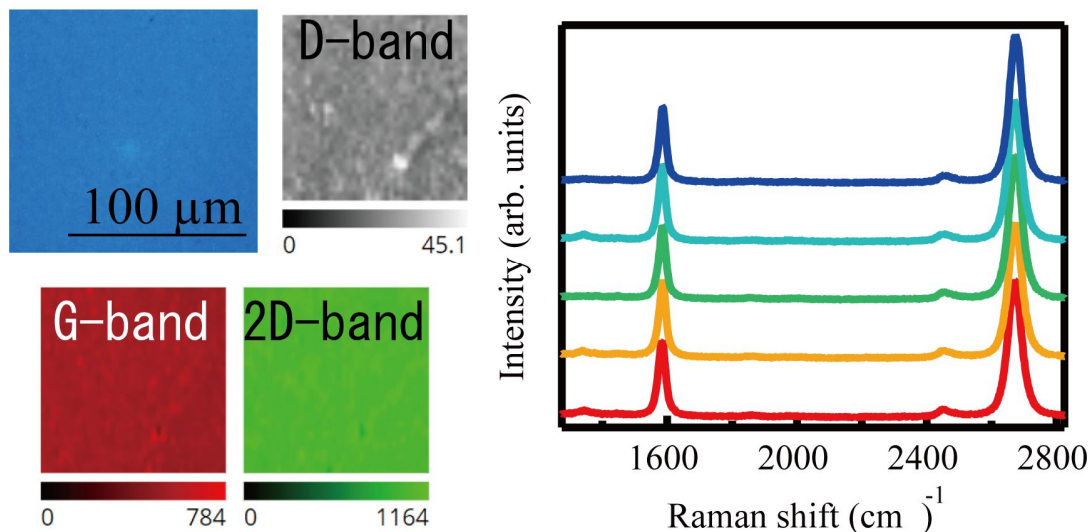 100 µm
D-band
0 45.1
G-band
0 784
2D-band
0 1164
Intensity (arb. units)
1600 2000 2400 2800
Raman shift (cm )-1